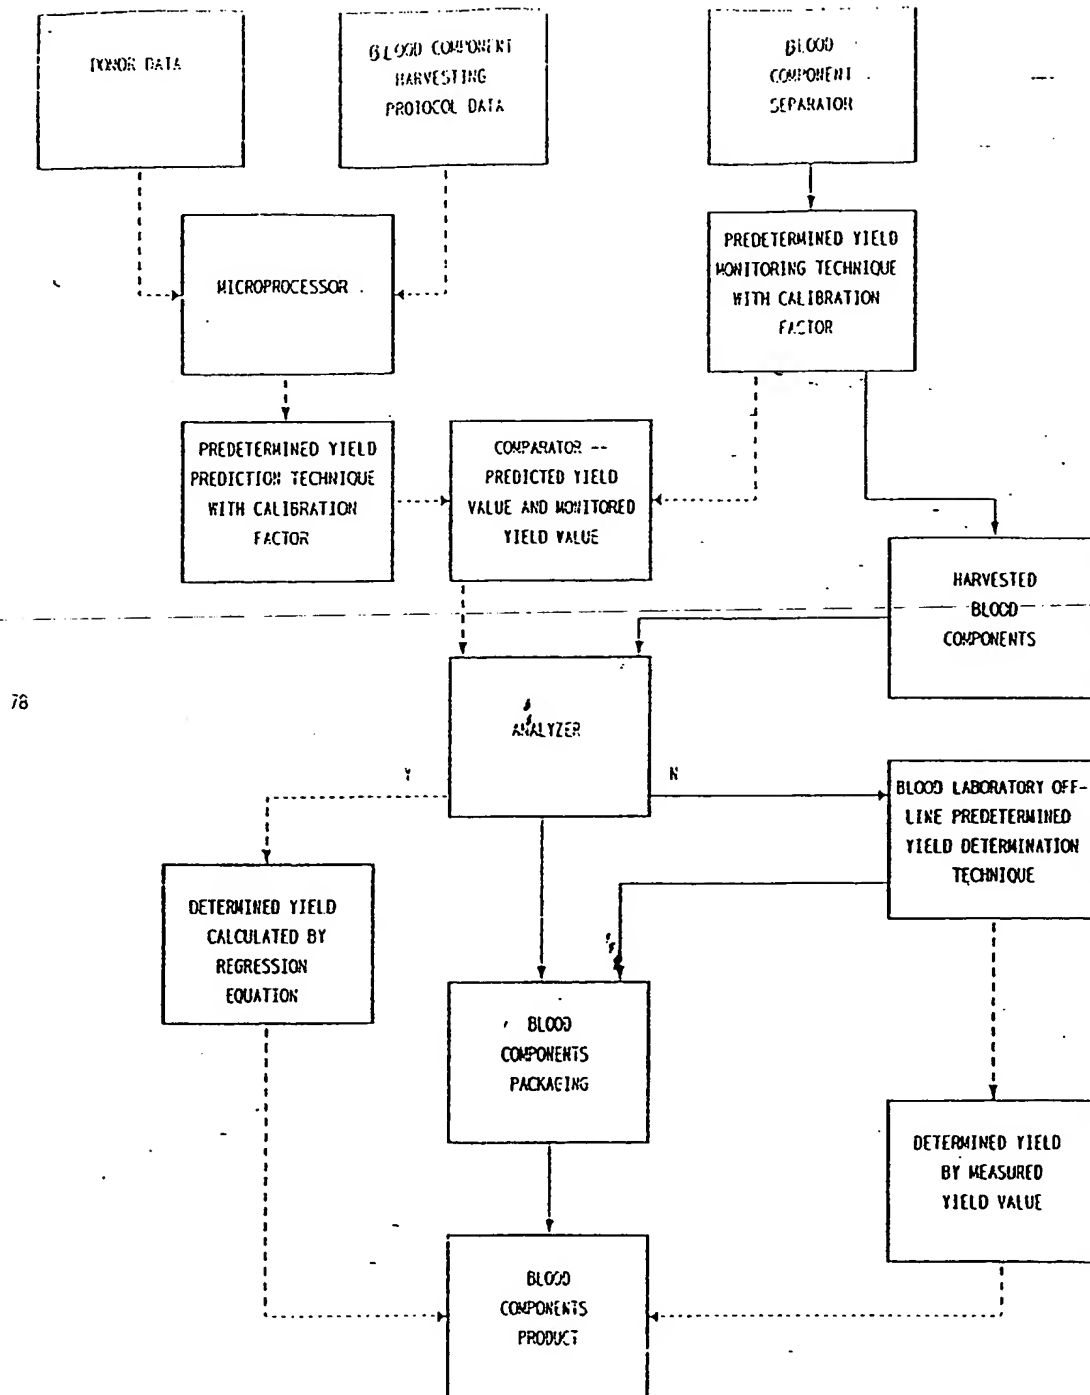 DONOR DATA
BLOOD COMPONENT
HARVESTING
PROTOCOL DATA
BLOOD
COMPONENT
SEPARATOR
MICROPROCESSOR
PREDETERMINED YIELD
MONITORING TECHNIQUE
WITH CALIBRATION
FACTOR
PREDETERMINED YIELD
PREDICTION TECHNIQUE
WITH CALIBRATION
FACTOR
COMPARATOR --
PREDICTED YIELD
VALUE AND MONITORED
YIELD VALUE
HARVESTED
BLOOD
COMPONENTS
78
ANALYZER
Y
N
BLOOD LABORATORY OFF-
LINE PREDETERMINED
YIELD DETERMINATION
TECHNIQUE
DETERMINED YIELD
CALCULATED BY
REGRESSION
EQUATION
BLOOD
COMPONENTS
PACKAGING
DETERMINED YIELD
BY MEASURED
YIELD VALUE
BLOOD
COMPONENTS
PRODUCT